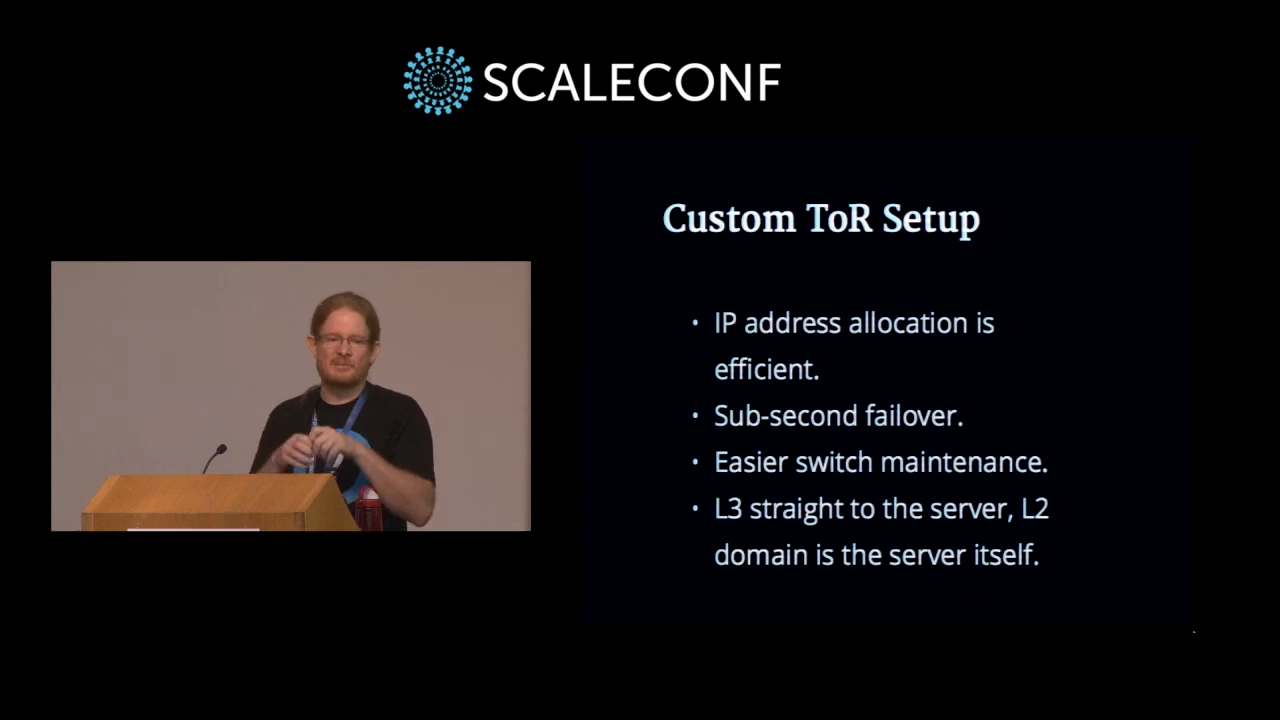 SCALECONF
Custom ToR Setup
• IP address allocation is
efficient.
• Sub-second failover.
• Easier switch maintenance.
• L3 straight to the server, L2
domain is the server itself.